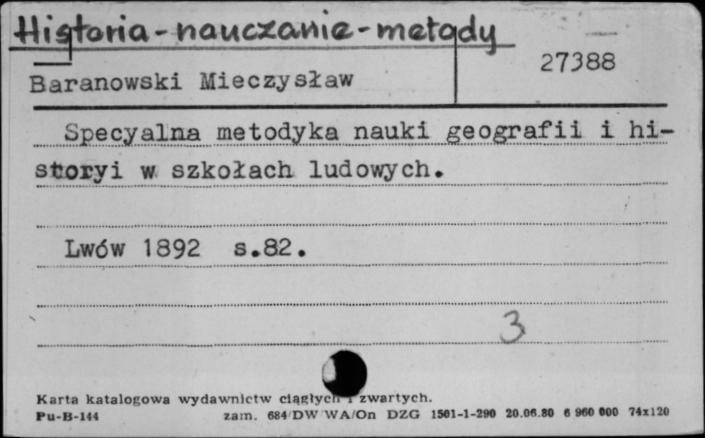 Historia - nauczanie - metody
27388
Baranowski Mieczysław
Specyalna metodyka nauki geografii i hi-
storyi w szkołach ludowych.
Lwów 1892 s.82.
3
Karta katalogowa wydawnictw ciągłych i zwartych.
Pu-B-144 zam. 684/DW WA/On DZG 1501-1-290 20.06.80 6 960 000 74x120